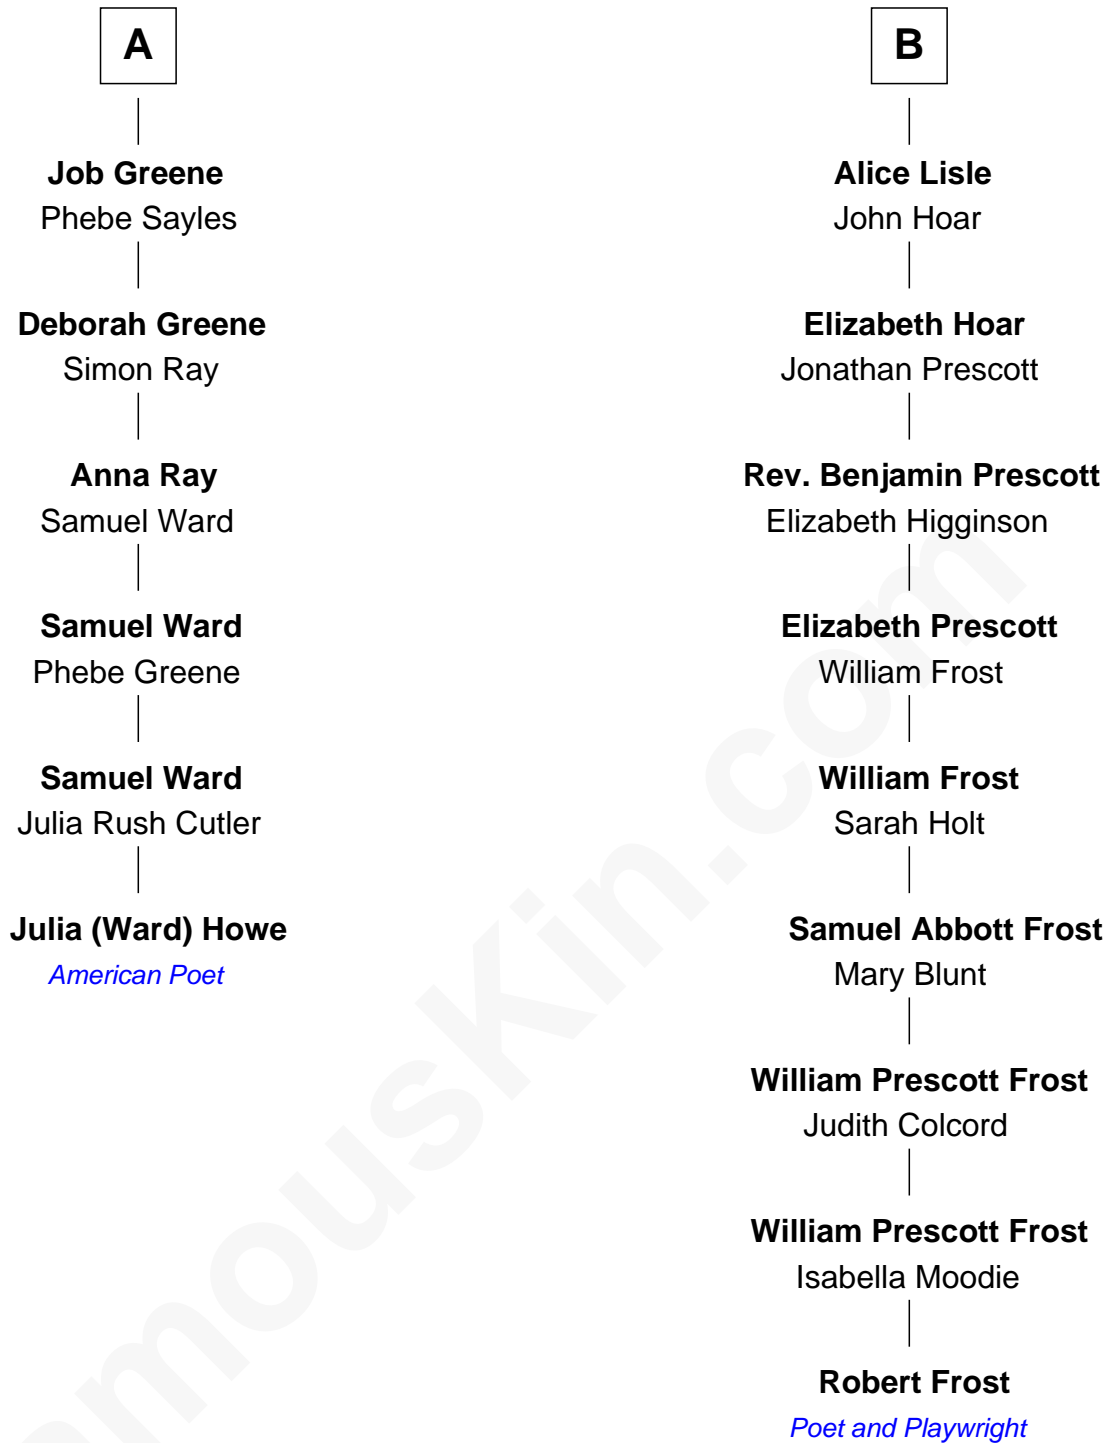 A
Job Greene
Phebe Sayles
Deborah Greene
Simon Ray
Anna Ray
Samuel Ward
Samuel Ward
Phebe Greene
Samuel Ward
Julia Rush Cutler
Julia (Ward) Howe
American Poet
B
Alice Lisle
John Hoar
Elizabeth Hoar
Jonathan Prescott
Rev. Benjamin Prescott
Elizabeth Higginson
Elizabeth Prescott
William Frost
William Frost
Sarah Holt
Samuel Abbott Frost
Mary Blunt
William Prescott Frost
Judith Colcord
William Prescott Frost
Isabella Moodie
Robert Frost
Poet and Playwright
amouskin.com